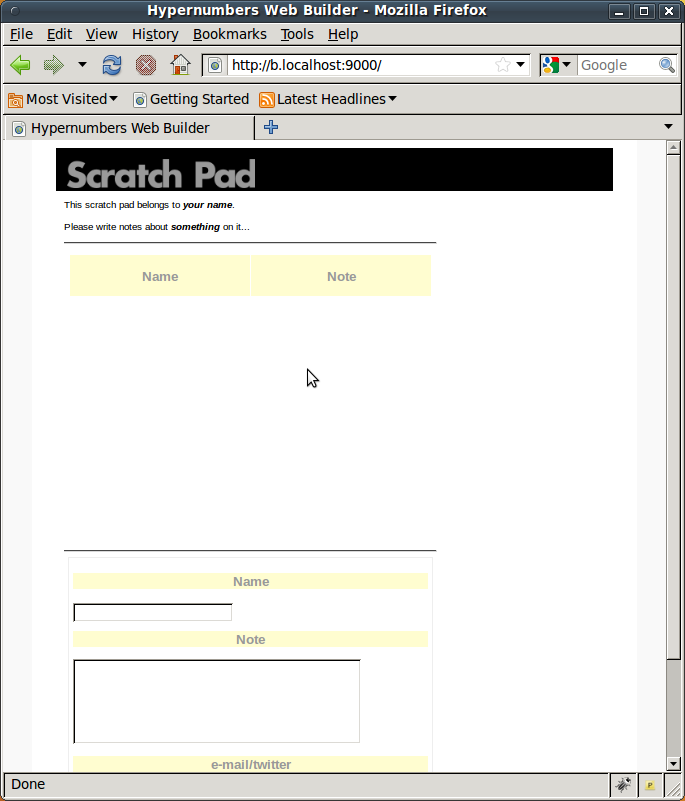 Hypernumbers Web Builder - Mozilla Firefox
File Edit View History Bookmarks Tools Help
http://b.localhost:9000/ Google
Most Visited Getting Started Latest Headlines
Hypernumbers Web Builder
Scratch Pad
This scratch pad belongs to your name.
Please write notes about something on it...
Name Note
Name
Note
e-mail/twitter
Done P